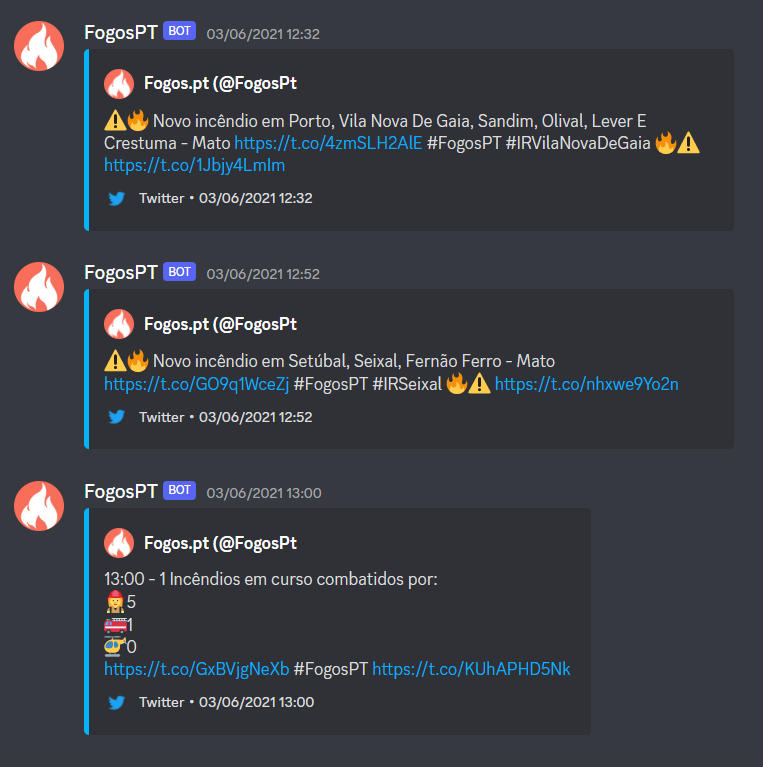 FogosPT BOT 03/06/2021 12:32
Fogos.pt (@FogosPt
⚠️🔥 Novo incêndio em Porto, Vila Nova De Gaia, Sandim, Olival, Lever E
Crestuma - Mato https://t.co/4zmSLH2AlE #FogosPT #IRVilaNovaDeGaia 🔥⚠️
https://t.co/1Jbjy4LmIm
Twitter • 03/06/2021 12:32
FogosPT BOT 03/06/2021 12:52
Fogos.pt (@FogosPt
⚠️🔥 Novo incêndio em Setúbal, Seixal, Fernão Ferro - Mato
https://t.co/GO9q1WceZj #FogosPT #IRSeixal 🔥⚠️ https://t.co/nhxwe9Yo2n
Twitter • 03/06/2021 12:52
FogosPT BOT 03/06/2021 13:00
Fogos.pt (@FogosPt
13:00 - 1 Incêndios em curso combatidos por:
👩‍🚒5
🚒1
🚁0
https://t.co/GxBVjgNeXb #FogosPT https://t.co/KUhAPHD5Nk
Twitter • 03/06/2021 13:00